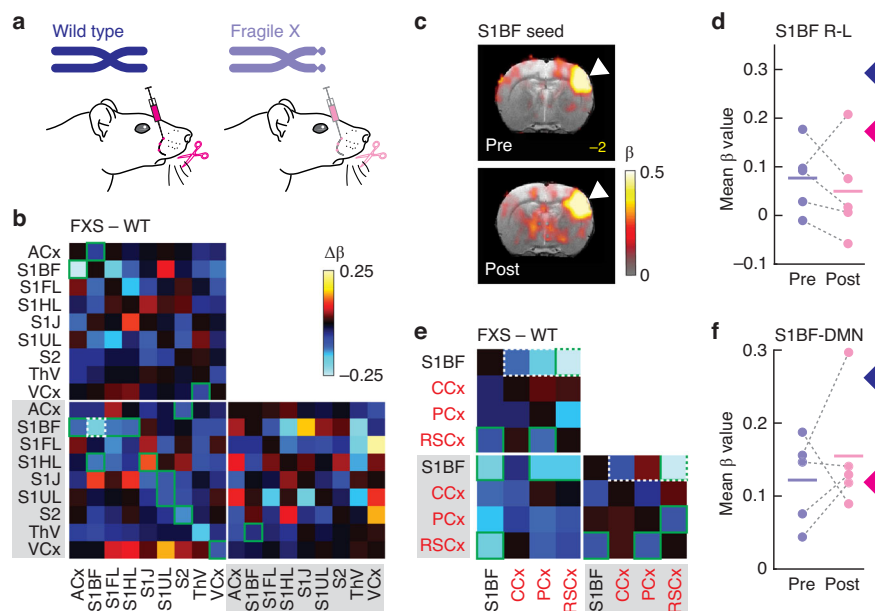 a
Wild type
Fragile X
b
FXS – WT
ACx
S1BF
S1FL
S1HL
S1J
S1UL
S2
ThV
VCx
ACx
S1BF
S1FL
S1HL
S1J
S1UL
S2
ThV
VCx
ACx
S1BF
S1FL
S1HL
S1J
S1UL
S2
ThV
VCx
ACx
S1BF
S1FL
S1HL
S1J
S1UL
S2
ThV
VCx
Δβ
0.25
–0.25
c
S1BF seed
Pre
–2
Post
β
0.5
0
d
S1BF R-L
Mean β value
0.3
0.2
0.1
0
–0.1
Pre Post
e
FXS – WT
S1BF
CCx
PCx
RSCx
S1BF
CCx
PCx
RSCx
S1BF
CCx
PCx
RSCx
S1BF
CCx
PCx
RSCx
f
S1BF-DMN
Mean β value
0.3
0.2
0.1
0
Pre Post